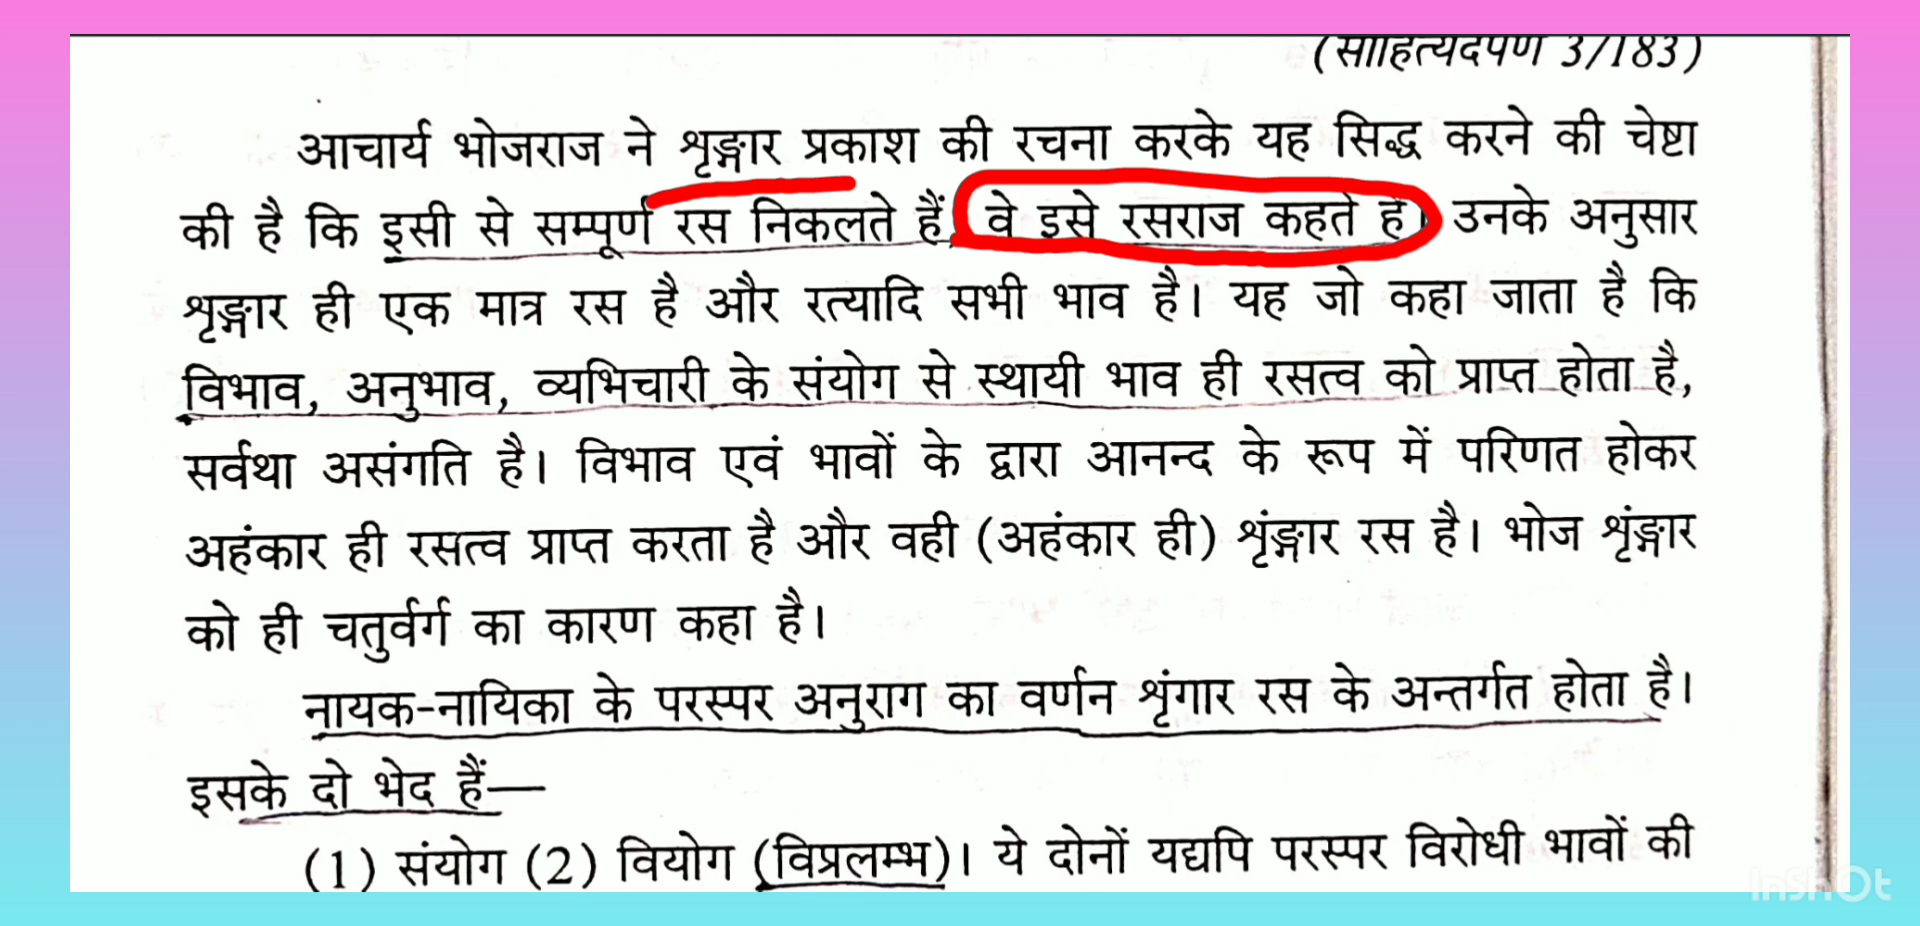 (साहित्यदर्पण 3/183)
आचार्य भोजराज ने शृङ्गार प्रकाश की रचना करके यह सिद्ध करने की चेष्टा
की है कि इसी से सम्पूर्ण रस निकलते हैं, वे इसे रसराज कहते हैं। उनके अनुसार
शृङ्गार ही एक मात्र रस है और रत्यादि सभी भाव है। यह जो कहा जाता है कि
विभाव, अनुभाव, व्यभिचारी के संयोग से स्थायी भाव ही रसत्व को प्राप्त होता है,
सर्वथा असंगति है। विभाव एवं भावों के द्वारा आनन्द के रूप में परिणत होकर
अहंकार ही रसत्व प्राप्त करता है और वही (अहंकार ही) शृंङ्गार रस है। भोज शृंङ्गार
को ही चतुर्वर्ग का कारण कहा है।
नायक-नायिका के परस्पर अनुराग का वर्णन शृंगार रस के अन्तर्गत होता है।
इसके दो भेद हैं—
(1) संयोग (2) वियोग (विप्रलम्भ)। ये दोनों यद्यपि परस्पर विरोधी भावों की
InShOt